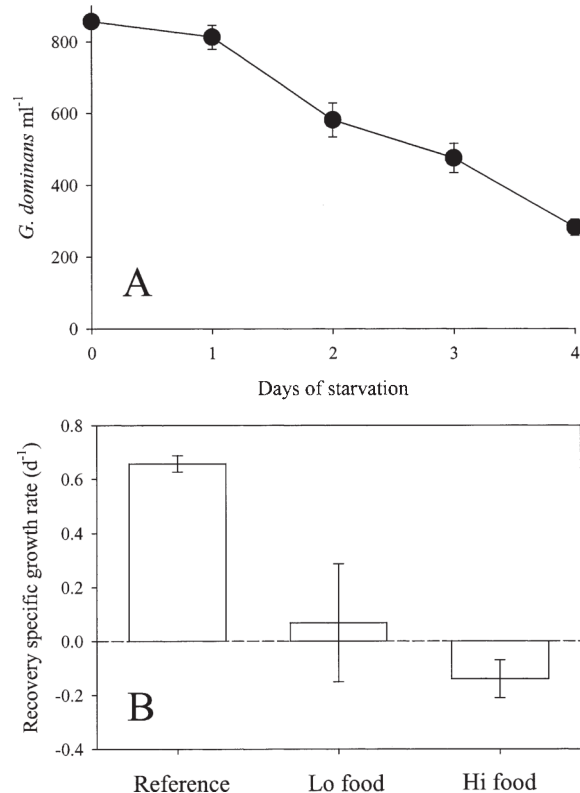 800
600
400
200
0
G. dominans ml⁻¹
A
0 1 2 3 4
Days of starvation
0.8
0.6
0.4
0.2
0.0
-0.2
-0.4
Recovery specific growth rate (d⁻¹)
B
Reference Lo food Hi food